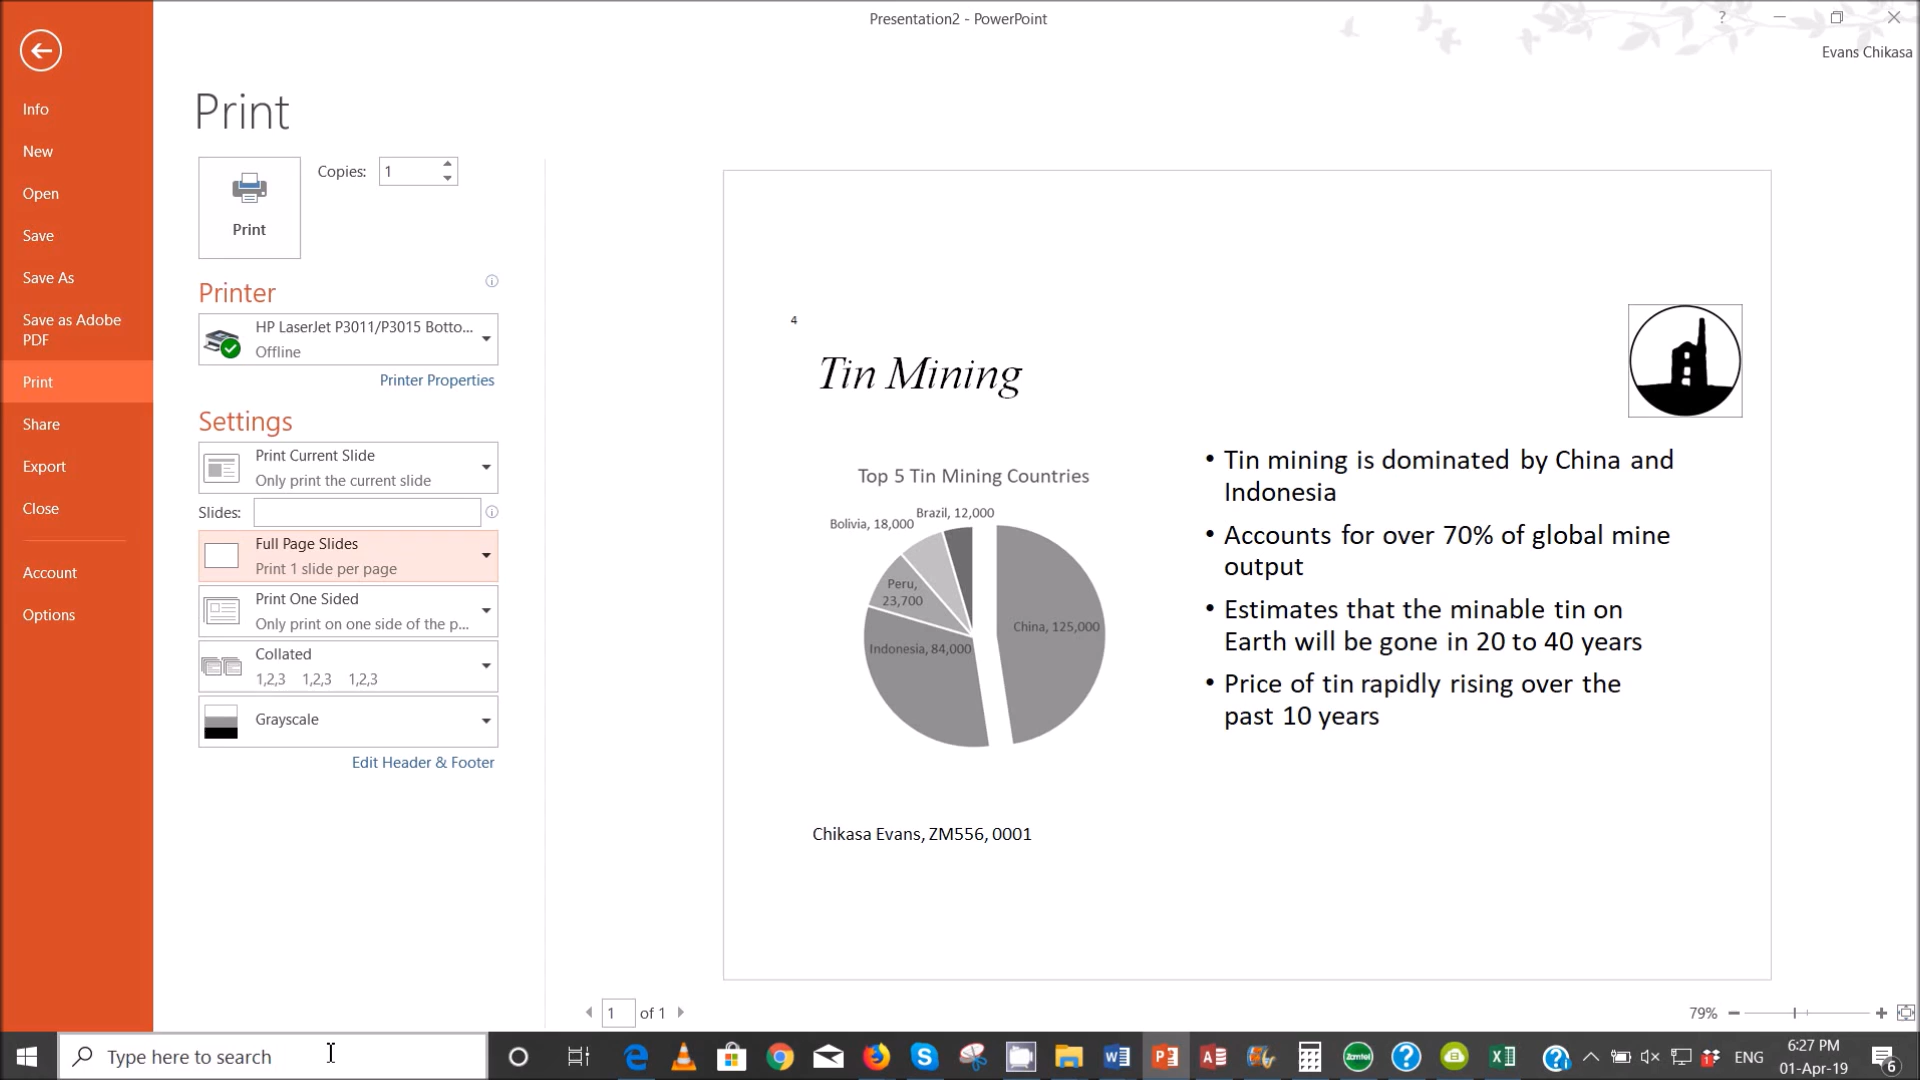 Presentation2 - PowerPoint
?
Evans Chikasa
Info
New
Open
Save
Save As
Save as Adobe
PDF
Print
Share
Export
Close
Account
Options
Print
Print
Copies:
1
Printer
HP LaserJet P3011/P3015 Botto...
Offline
Printer Properties
Settings
Print Current Slide
Only print the current slide
Slides:
Full Page Slides
Print 1 slide per page
Print One Sided
Only print on one side of the p...
Collated
1,2,3 1,2,3 1,2,3
Grayscale
Edit Header & Footer
4
Tin Mining
Top 5 Tin Mining Countries
Brazil, 12,000
Bolivia, 18,000
Peru,
23,700
China, 125,000
Indonesia, 84,000
• Tin mining is dominated by China and
Indonesia
• Accounts for over 70% of global mine
output
• Estimates that the minable tin on
Earth will be gone in 20 to 40 years
• Price of tin rapidly rising over the
past 10 years
Chikasa Evans, ZM556, 0001
1 of 1
79%
Type here to search
Zamtel
ENG
6:27 PM
01-Apr-19
6